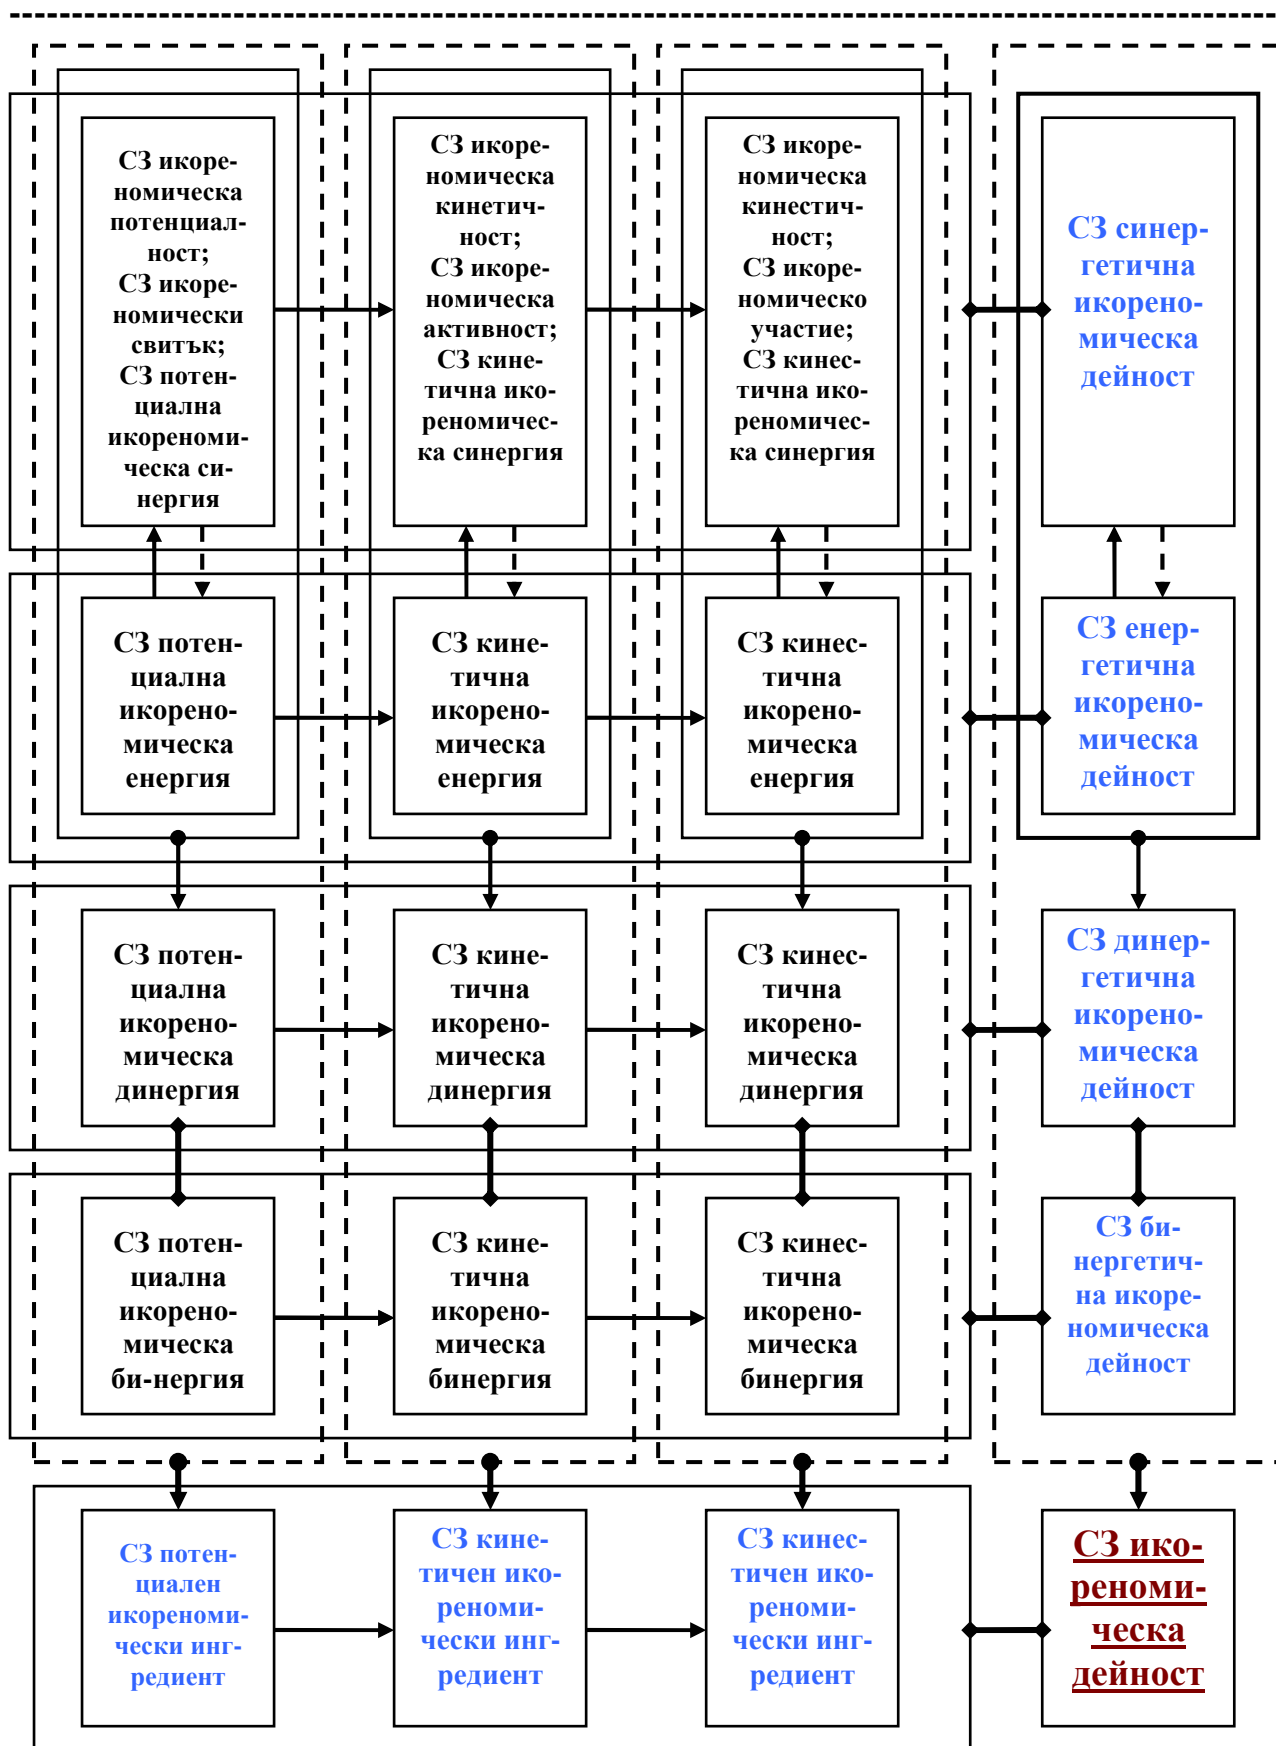 СЗ икоре-
номическа
потенциал-
ност;
СЗ икоре-
номически
свитък;
СЗ потен-
циална
икореноми-
ческа си-
нергия
СЗ икоре-
номическа
кинетич-
ност;
СЗ икоре-
номическа
активност;
СЗ кине-
тична ико-
реномичес-
ка синергия
СЗ икоре-
номическа
кинестич-
ност;
СЗ икоре-
номическо
участие;
СЗ кинес-
тична ико-
реномичес-
ка синергия
СЗ синер-
гетична
икорено-
мическа
дейност
СЗ потен-
циална
икорено-
мическа
енергия
СЗ кине-
тична
икорено-
мическа
енергия
СЗ кинес-
тична
икорено-
мическа
енергия
СЗ енер-
гетична
икорено-
мическа
дейност
СЗ потен-
циална
икорено-
мическа
динергия
СЗ кине-
тична
икорено-
мическа
динергия
СЗ кинес-
тична
икорено-
мическа
динергия
СЗ динер-
гетична
икорено-
мическа
дейност
СЗ потен-
циална
икорено-
мическа
би-нергия
СЗ кине-
тична
икорено-
мическа
бинергия
СЗ кинес-
тична
икорено-
мическа
бинергия
СЗ би-
нергетич-
на икоре-
номическа
дейност
СЗ потен-
циален
икореноми-
чески инг-
редиент
СЗ кине-
тичен ико-
реноми-
чески инг-
редиент
СЗ кинес-
тичен ико-
реноми-
чески инг-
редиент
СЗ ико-
реноми-
ческа
дейност